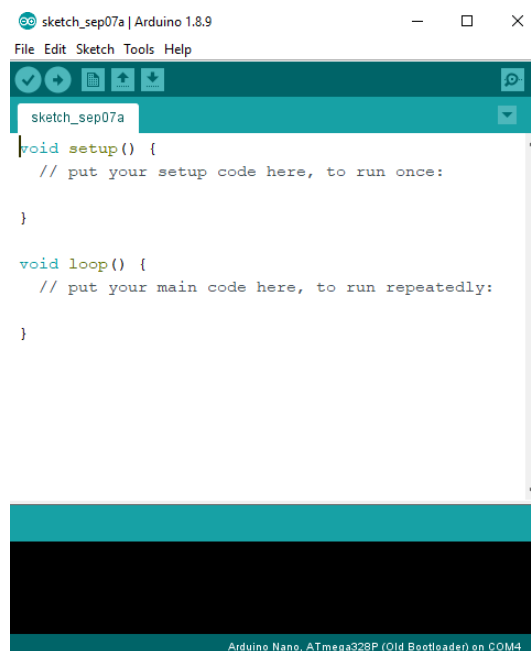 sketch_sep07a | Arduino 1.8.9
File Edit Sketch Tools Help
sketch_sep07a
void setup() {
  // put your setup code here, to run once:
}
void loop() {
  // put your main code here, to run repeatedly:
}
Arduino Nano, ATmega328P (Old Bootloader) on COM4